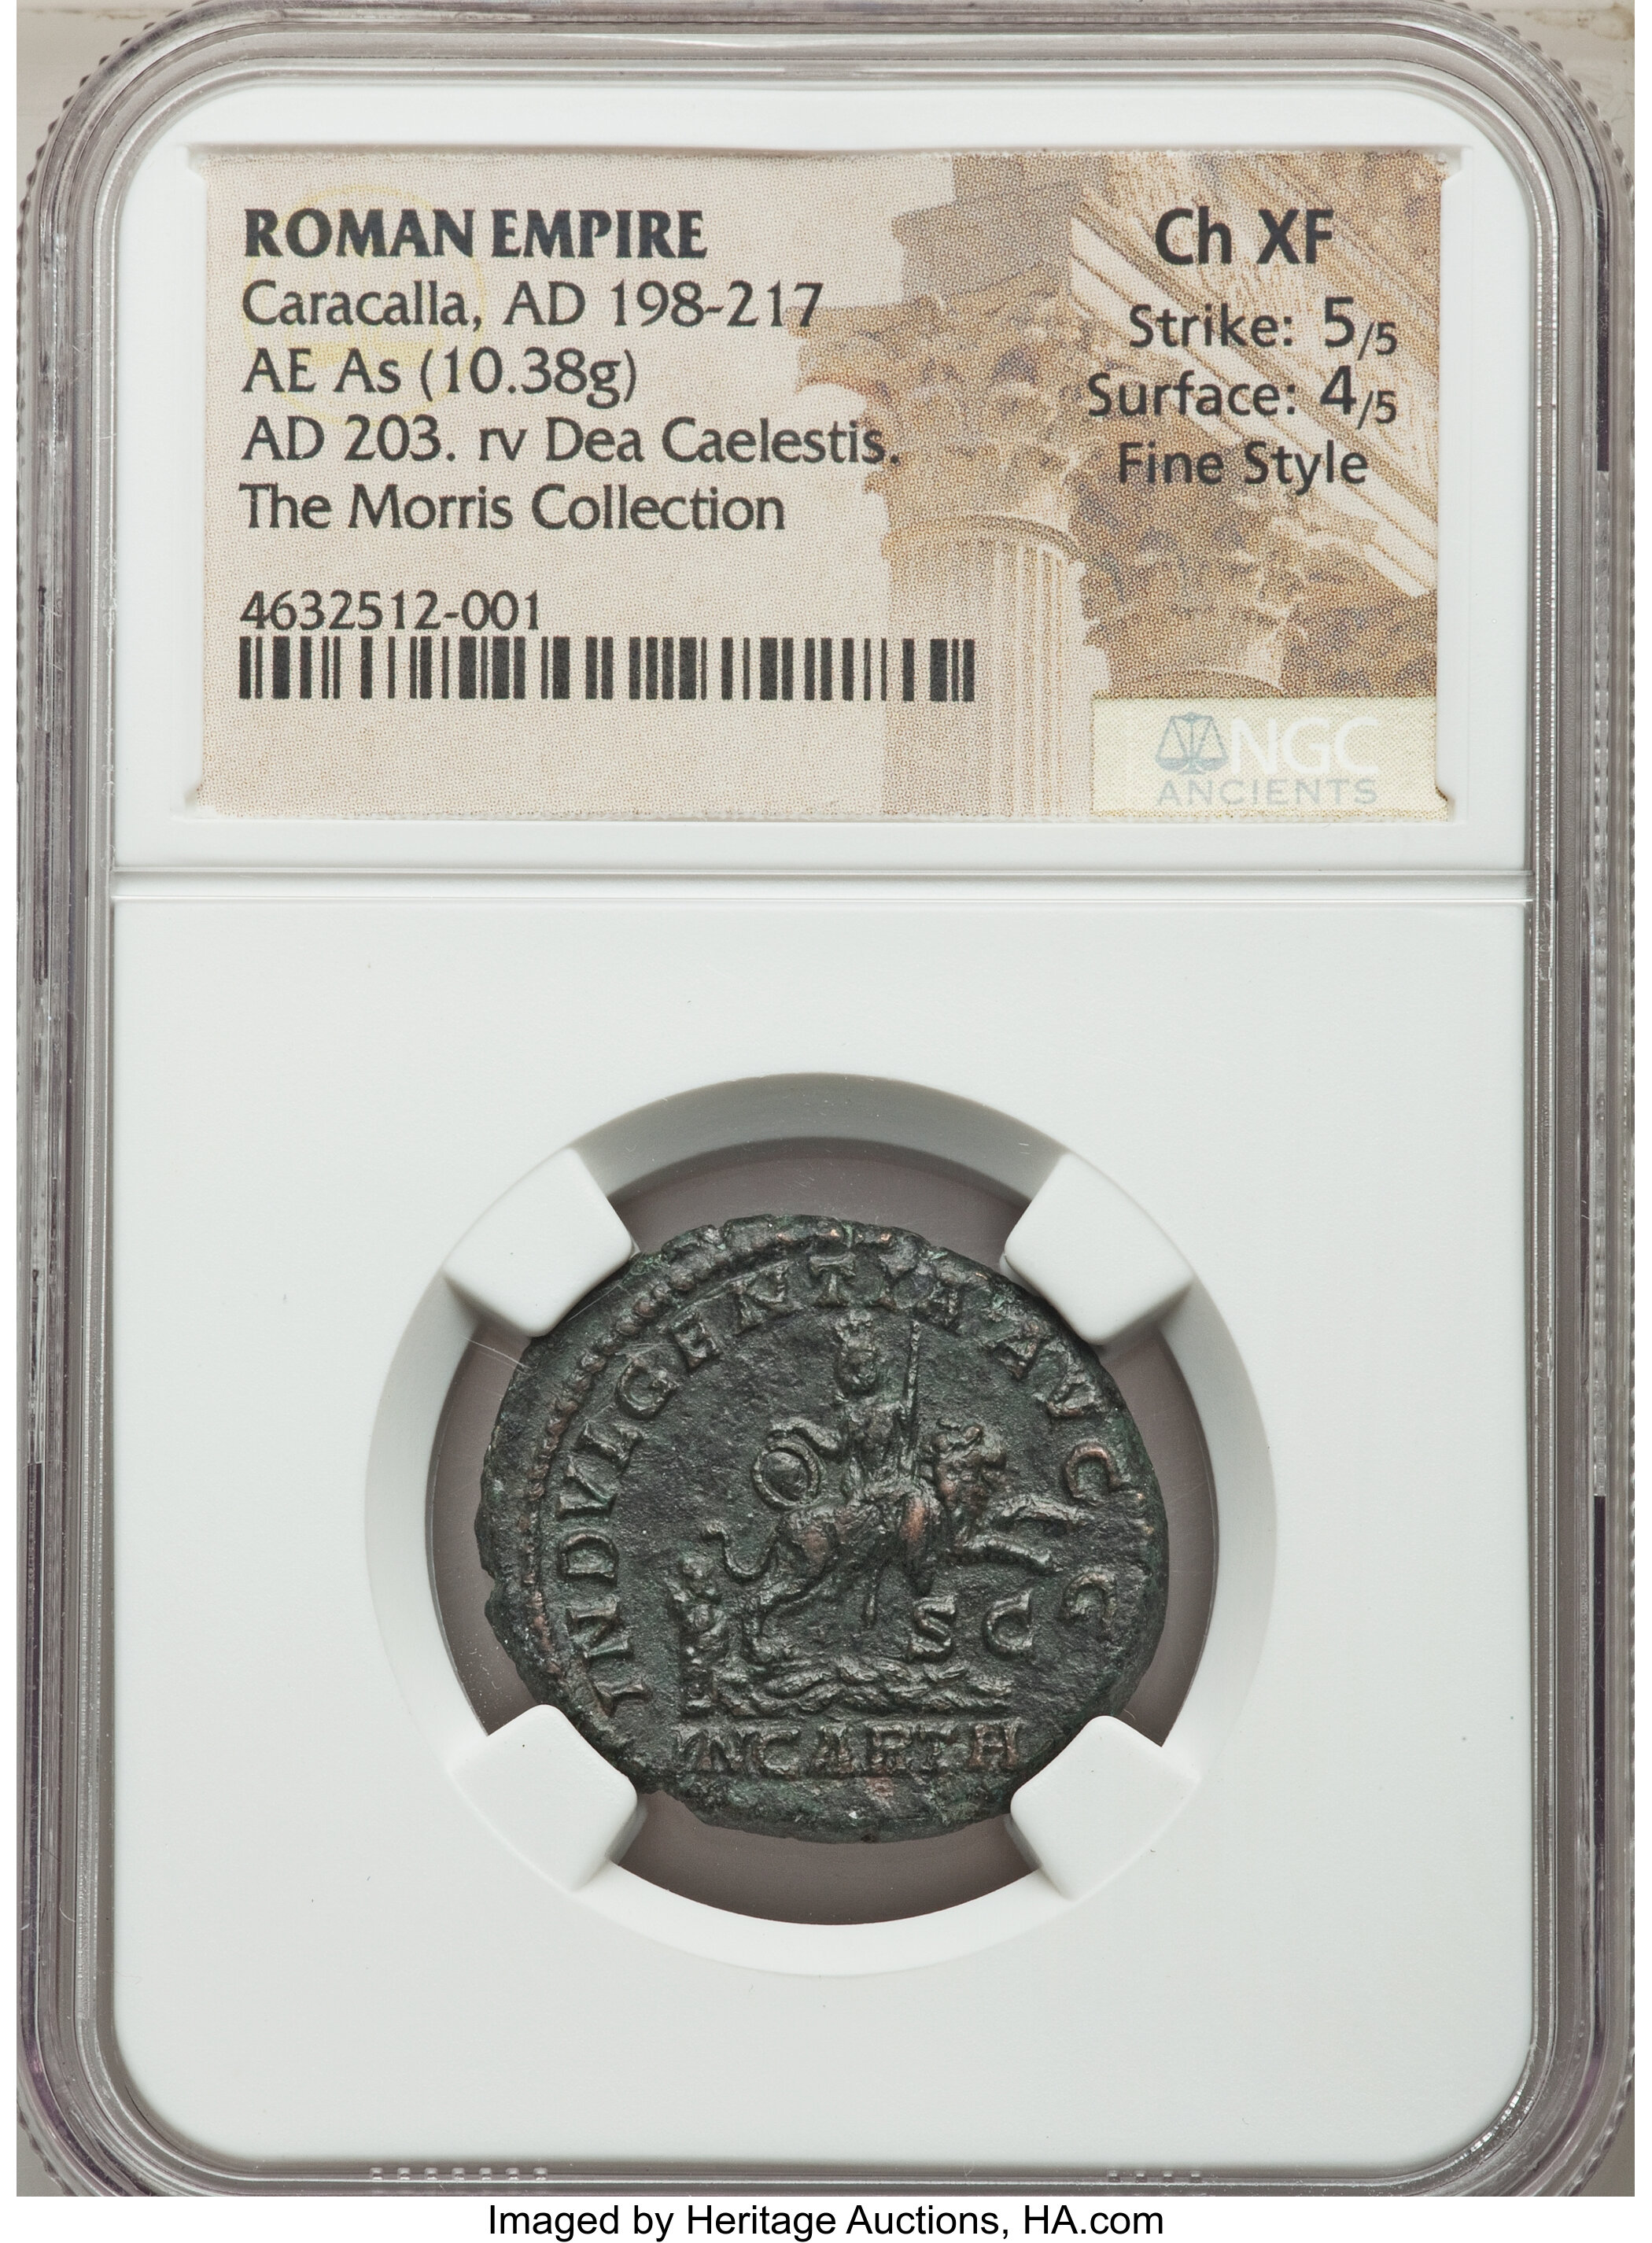 ROMAN EMPIRE
Caracalla, AD 198-217
AE As (10.38g)
AD 203. rv Dea Caelestis.
The Morris Collection
4632512-001
Ch XF
Strike: 5/5
Surface: 4/5
Fine Style
NGC
ANCIENTS
INDVLGENTIA AVGG
S C
IN CARTH
Imaged by Heritage Auctions, HA.com